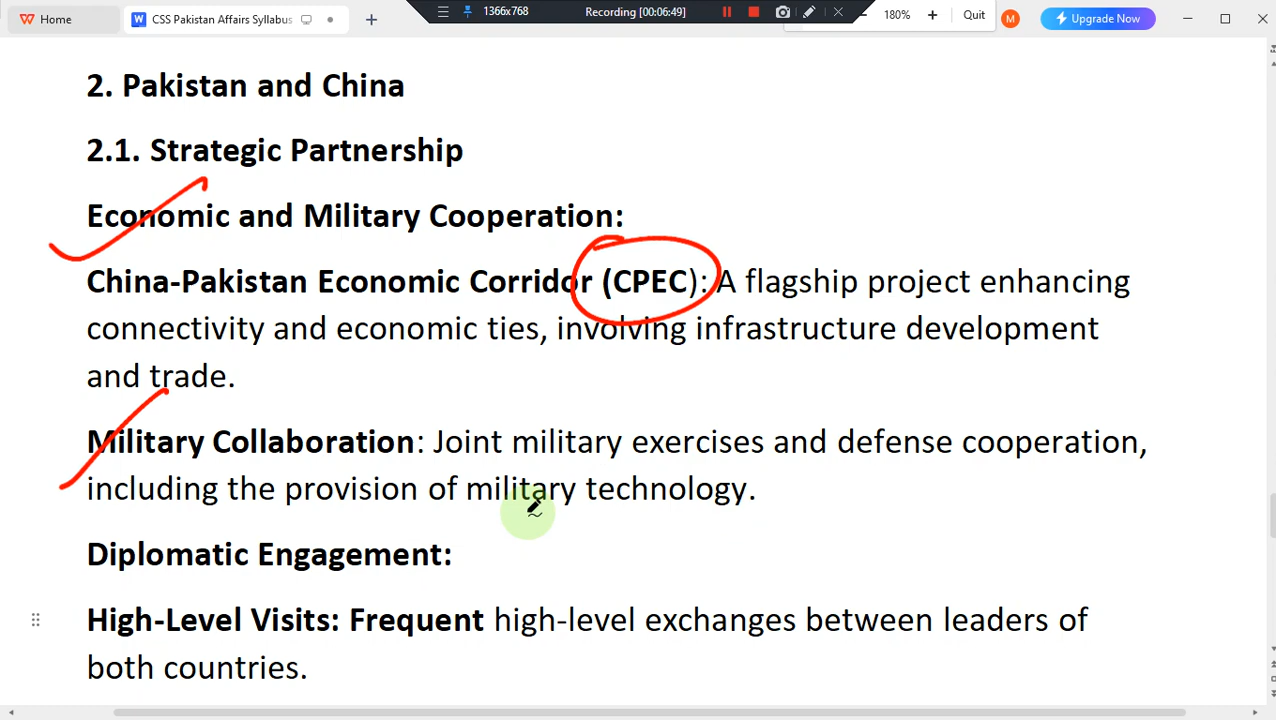 Home
CSS Pakistan Affairs Syllabus
1366x768
Recording [00:06:49]
180%
Quit
M
Upgrade Now
2. Pakistan and China
2.1. Strategic Partnership
Economic and Military Cooperation:
China-Pakistan Economic Corridor (CPEC): A flagship project enhancing
connectivity and economic ties, involving infrastructure development
and trade.
Military Collaboration: Joint military exercises and defense cooperation,
including the provision of military technology.
Diplomatic Engagement:
High-Level Visits: Frequent high-level exchanges between leaders of
both countries.